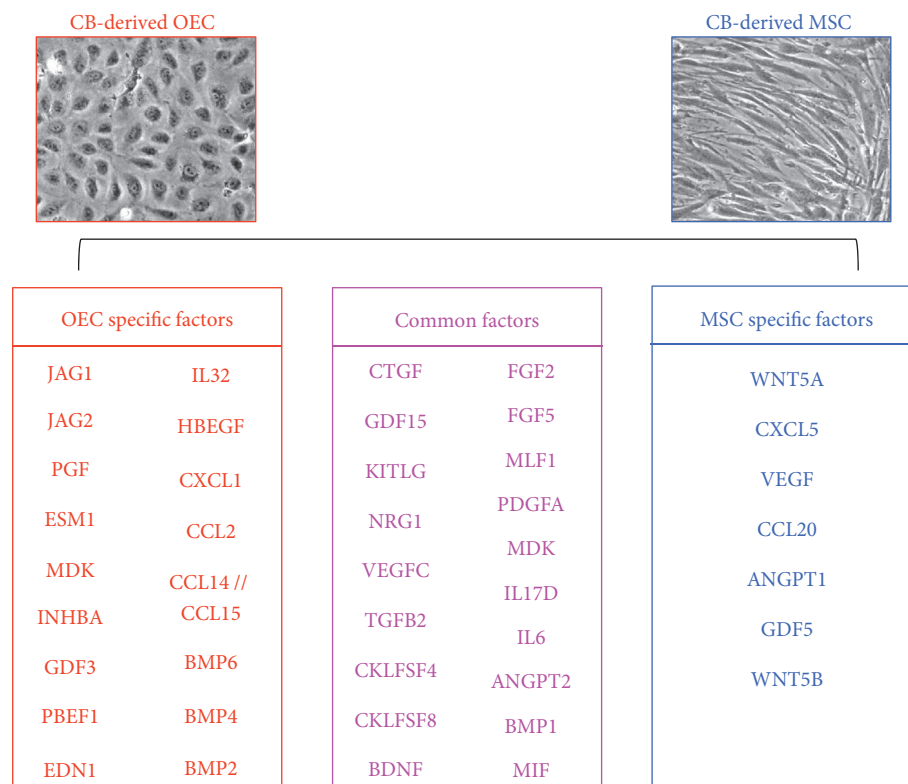 CB-derived OEC
CB-derived MSC
OEC specific factors
JAG1
JAG2
PGF
ESM1
MDK
INHBA
GDF3
PBEF1
EDN1
IL32
HBEGF
CXCL1
CCL2
CCL14 //
CCL15
BMP6
BMP4
BMP2
Common factors
CTGF
GDF15
KITLG
NRG1
VEGFC
TGFB2
CKLFSF4
CKLFSF8
BDNF
FGF2
FGF5
MLF1
PDGFA
MDK
IL17D
IL6
ANGPT2
BMP1
MIF
MSC specific factors
WNT5A
CXCL5
VEGF
CCL20
ANGPT1
GDF5
WNT5B